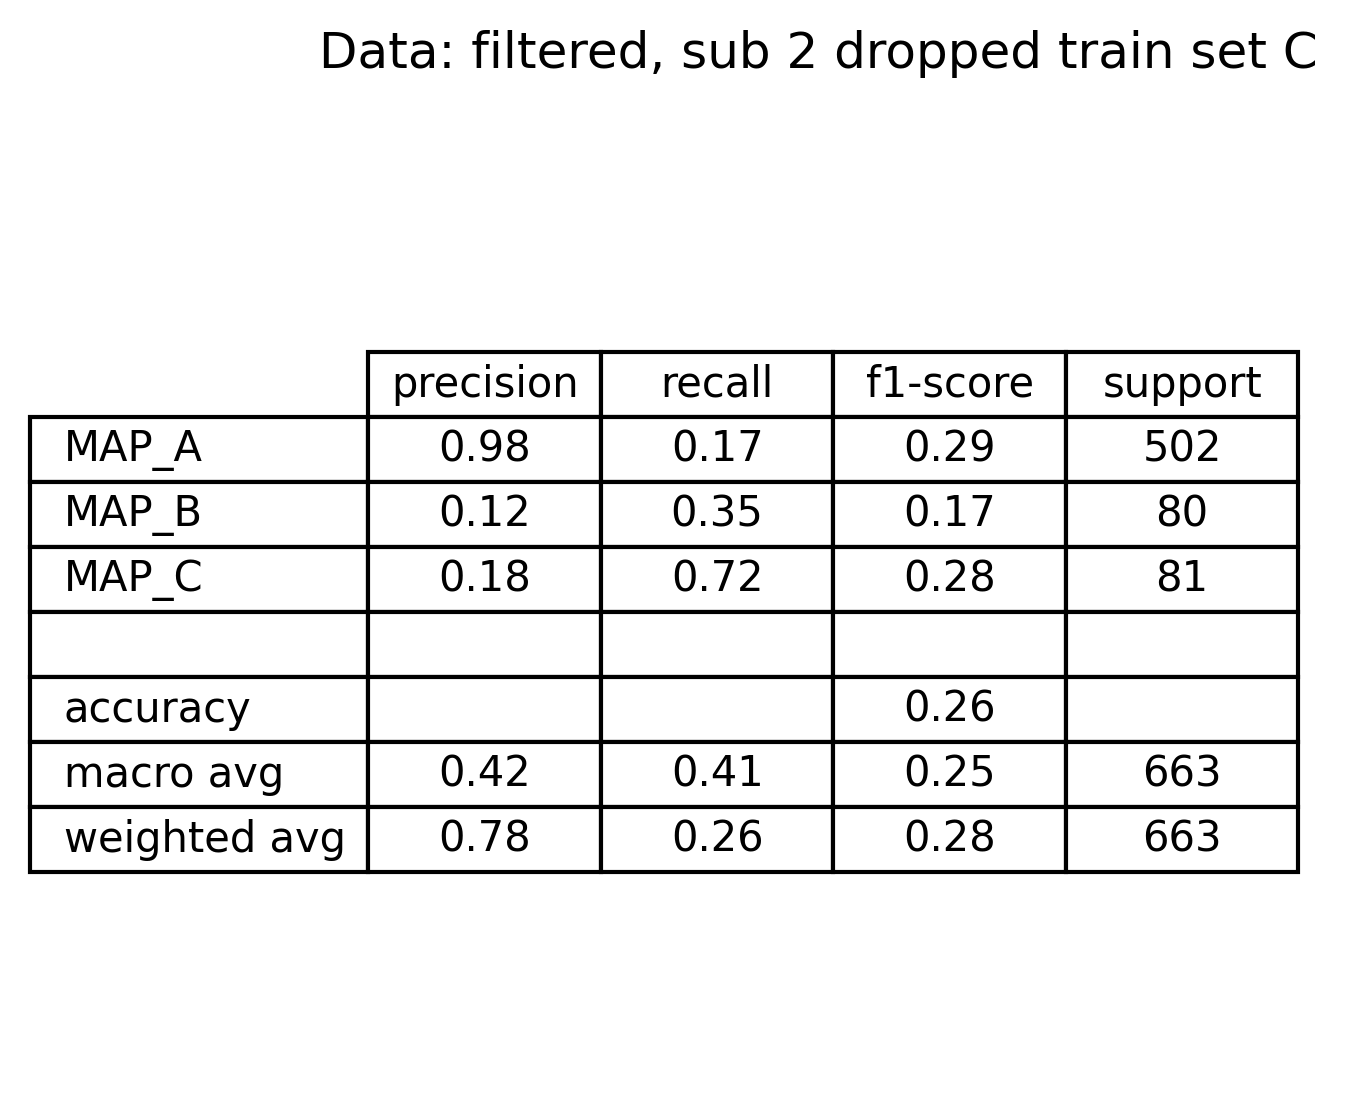 Data: filtered, sub 2 dropped train set C
precision recall f1-score support
MAP_A 0.98 0.17 0.29 502
MAP_B 0.12 0.35 0.17 80
MAP_C 0.18 0.72 0.28 81
accuracy 0.26
macro avg 0.42 0.41 0.25 663
weighted avg 0.78 0.26 0.28 663